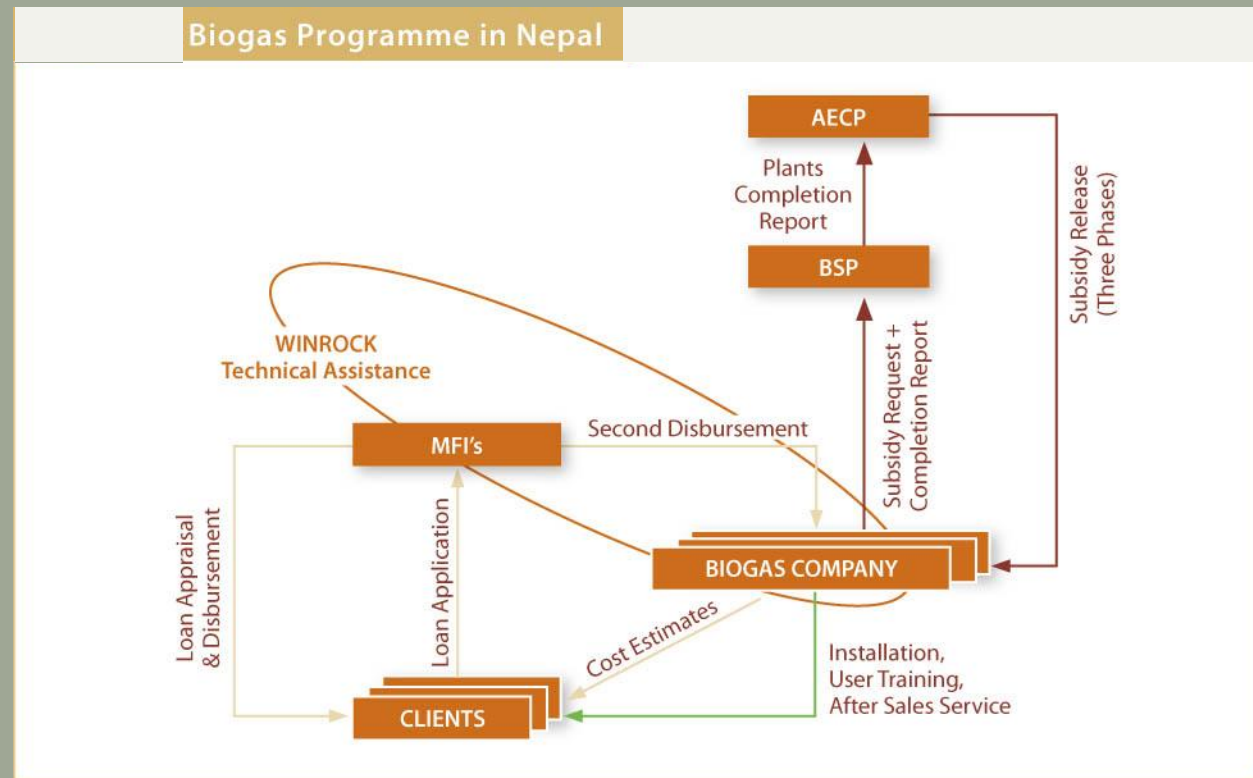 Biogas Programme in Nepal
AECP
Plants
Completion
Report
Subsidy Release
(Three Phases)
BSP
WINROCK
Technical Assistance
Subsidy Request +
Completion Report
MFI's
Second Disbursement
Loan Appraisal
& Disbursement
Loan Application
BIOGAS COMPANY
Cost Estimates
Installation,
User Training,
After Sales Service
CLIENTS